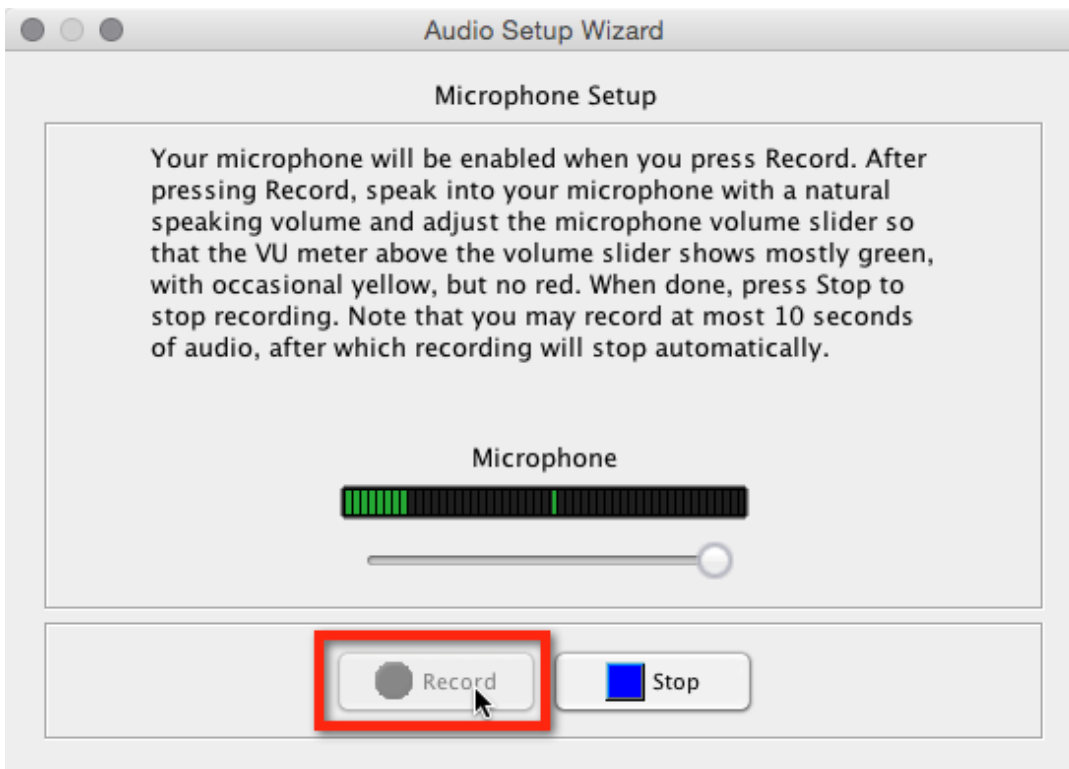 Audio Setup Wizard
Microphone Setup
Your microphone will be enabled when you press Record. After
pressing Record, speak into your microphone with a natural
speaking volume and adjust the microphone volume slider so
that the VU meter above the volume slider shows mostly green,
with occasional yellow, but no red. When done, press Stop to
stop recording. Note that you may record at most 10 seconds
of audio, after which recording will stop automatically.
Microphone
Record Stop